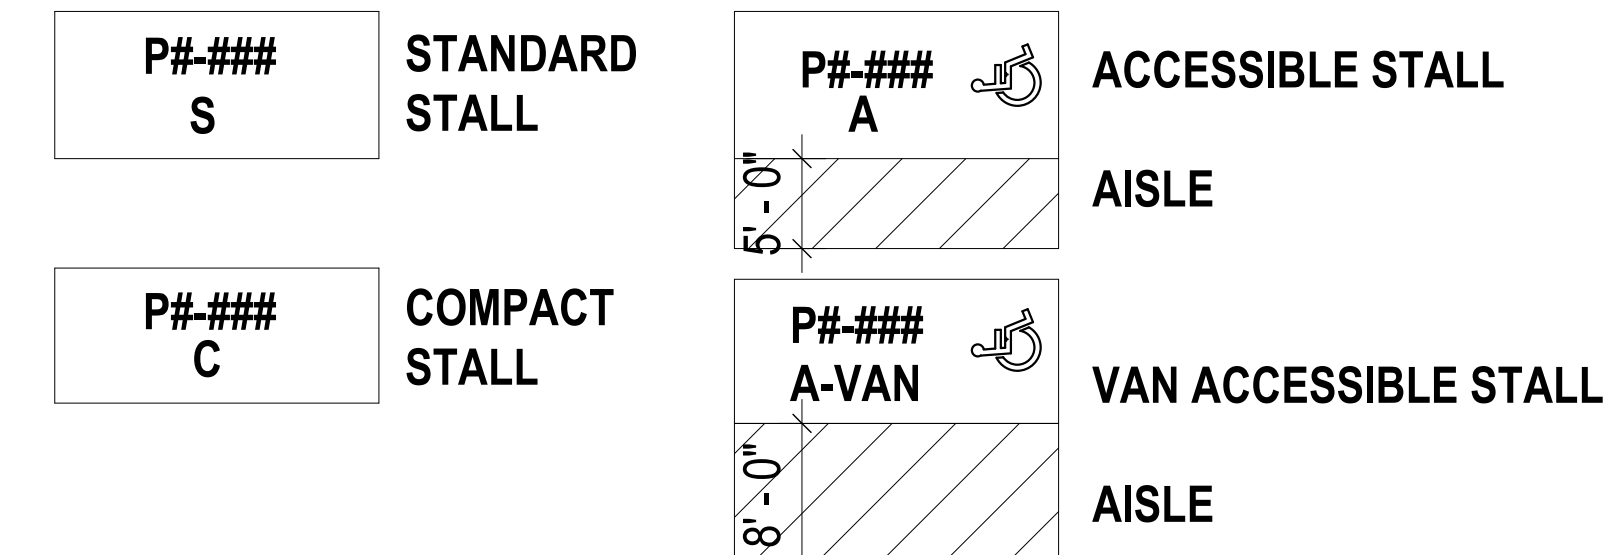 P#-###
S
STANDARD
STALL
P#-###
A
ACCESSIBLE STALL
5' - 0"
AISLE
P#-###
C
COMPACT
STALL
P#-###
A-VAN
VAN ACCESSIBLE STALL
8' - 0"
AISLE